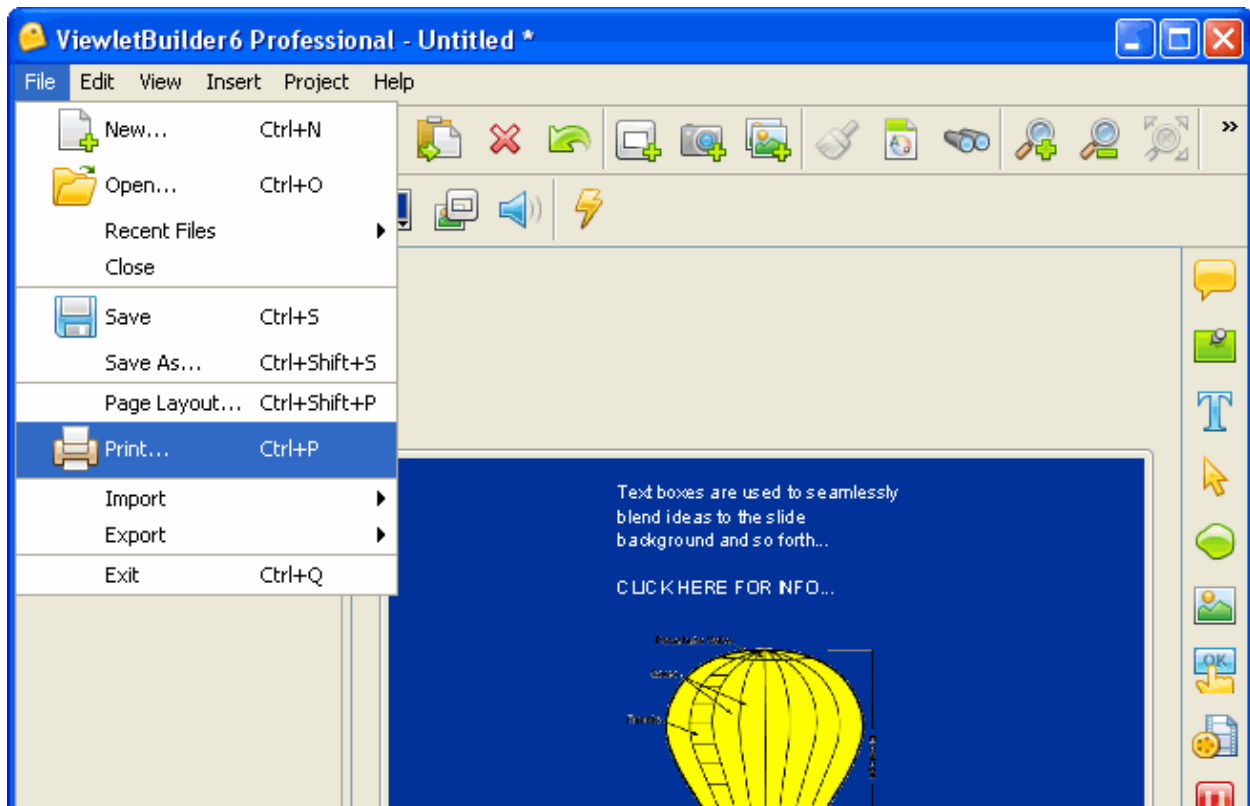 ViewletBuilder6 Professional - Untitled *
File Edit View Insert Project Help
New... Ctrl+N
Open... Ctrl+O
Recent Files
Close
Save Ctrl+S
Save As... Ctrl+Shift+S
Page Layout... Ctrl+Shift+P
Print... Ctrl+P
Import
Export
Exit Ctrl+Q
»
T
OK
Text boxes are used to seamlessly
blend ideas to the slide
background and so forth...
CLICK HERE FOR INFO...